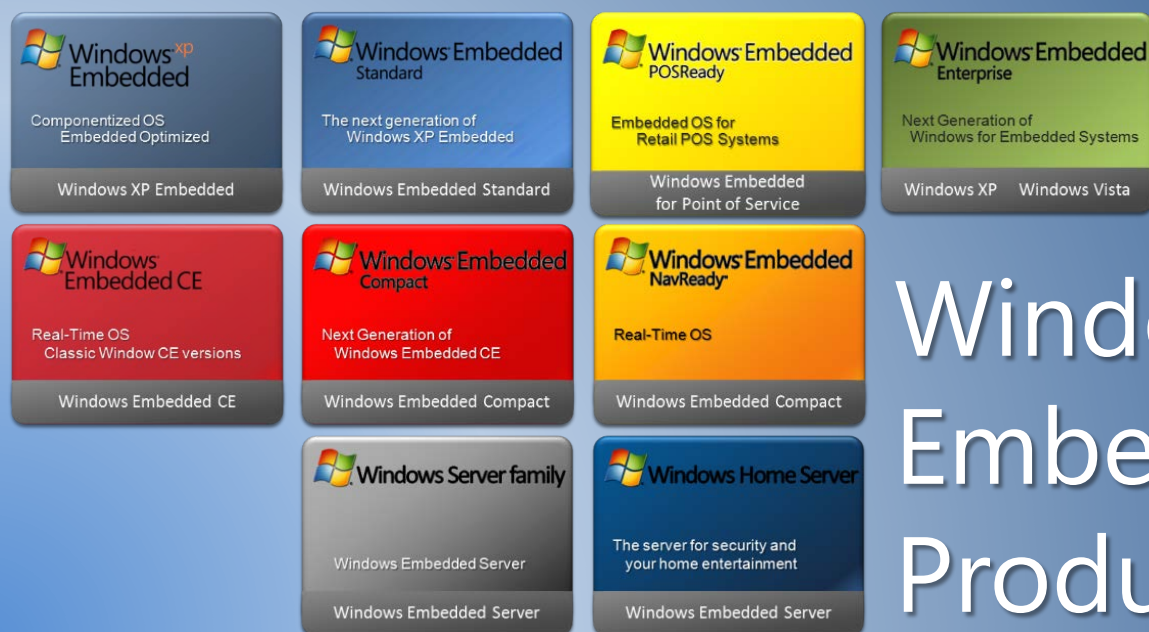 Windows xp
Embedded
Componentized OS
Embedded Optimized
Windows XP Embedded
Windows Embedded
Standard
The next generation of
Windows XP Embedded
Windows Embedded Standard
Windows Embedded
POSReady
Embedded OS for
Retail POS Systems
Windows Embedded
for Point of Service
Windows Embedded
Enterprise
Next Generation of
Windows for Embedded Systems
Windows XP Windows Vista
Windows
Embedded CE
Real-Time OS
Classic Window CE versions
Windows Embedded CE
Windows Embedded
Compact
Next Generation of
Windows Embedded CE
Windows Embedded Compact
Windows Embedded
NavReady
Real-Time OS
Windows Embedded Compact
Windows Server family
Windows Embedded Server
Windows Embedded Server
Windows Home Server
The server for security and
your home entertainment
Windows Embedded Server
Wind
Embe
Produ